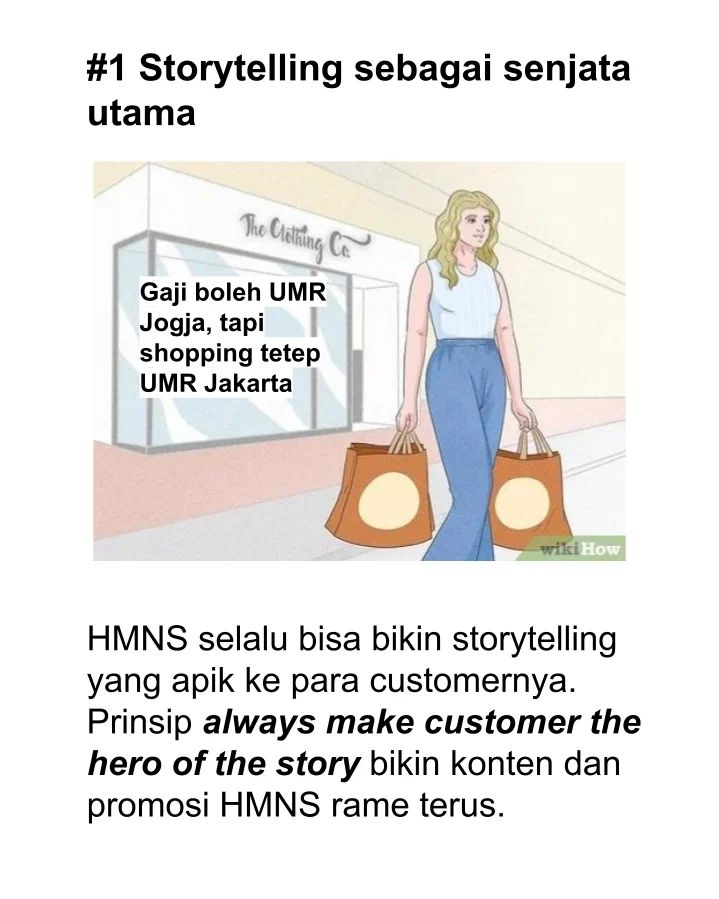 #1 Storytelling sebagai senjata
utama
The Clothing Co.
Gaji boleh UMR
Jogja, tapi
shopping tetep
UMR Jakarta
wikiHow
HMNS selalu bisa bikin storytelling
yang apik ke para customernya.
Prinsip always make customer the
hero of the story bikin konten dan
promosi HMNS rame terus.